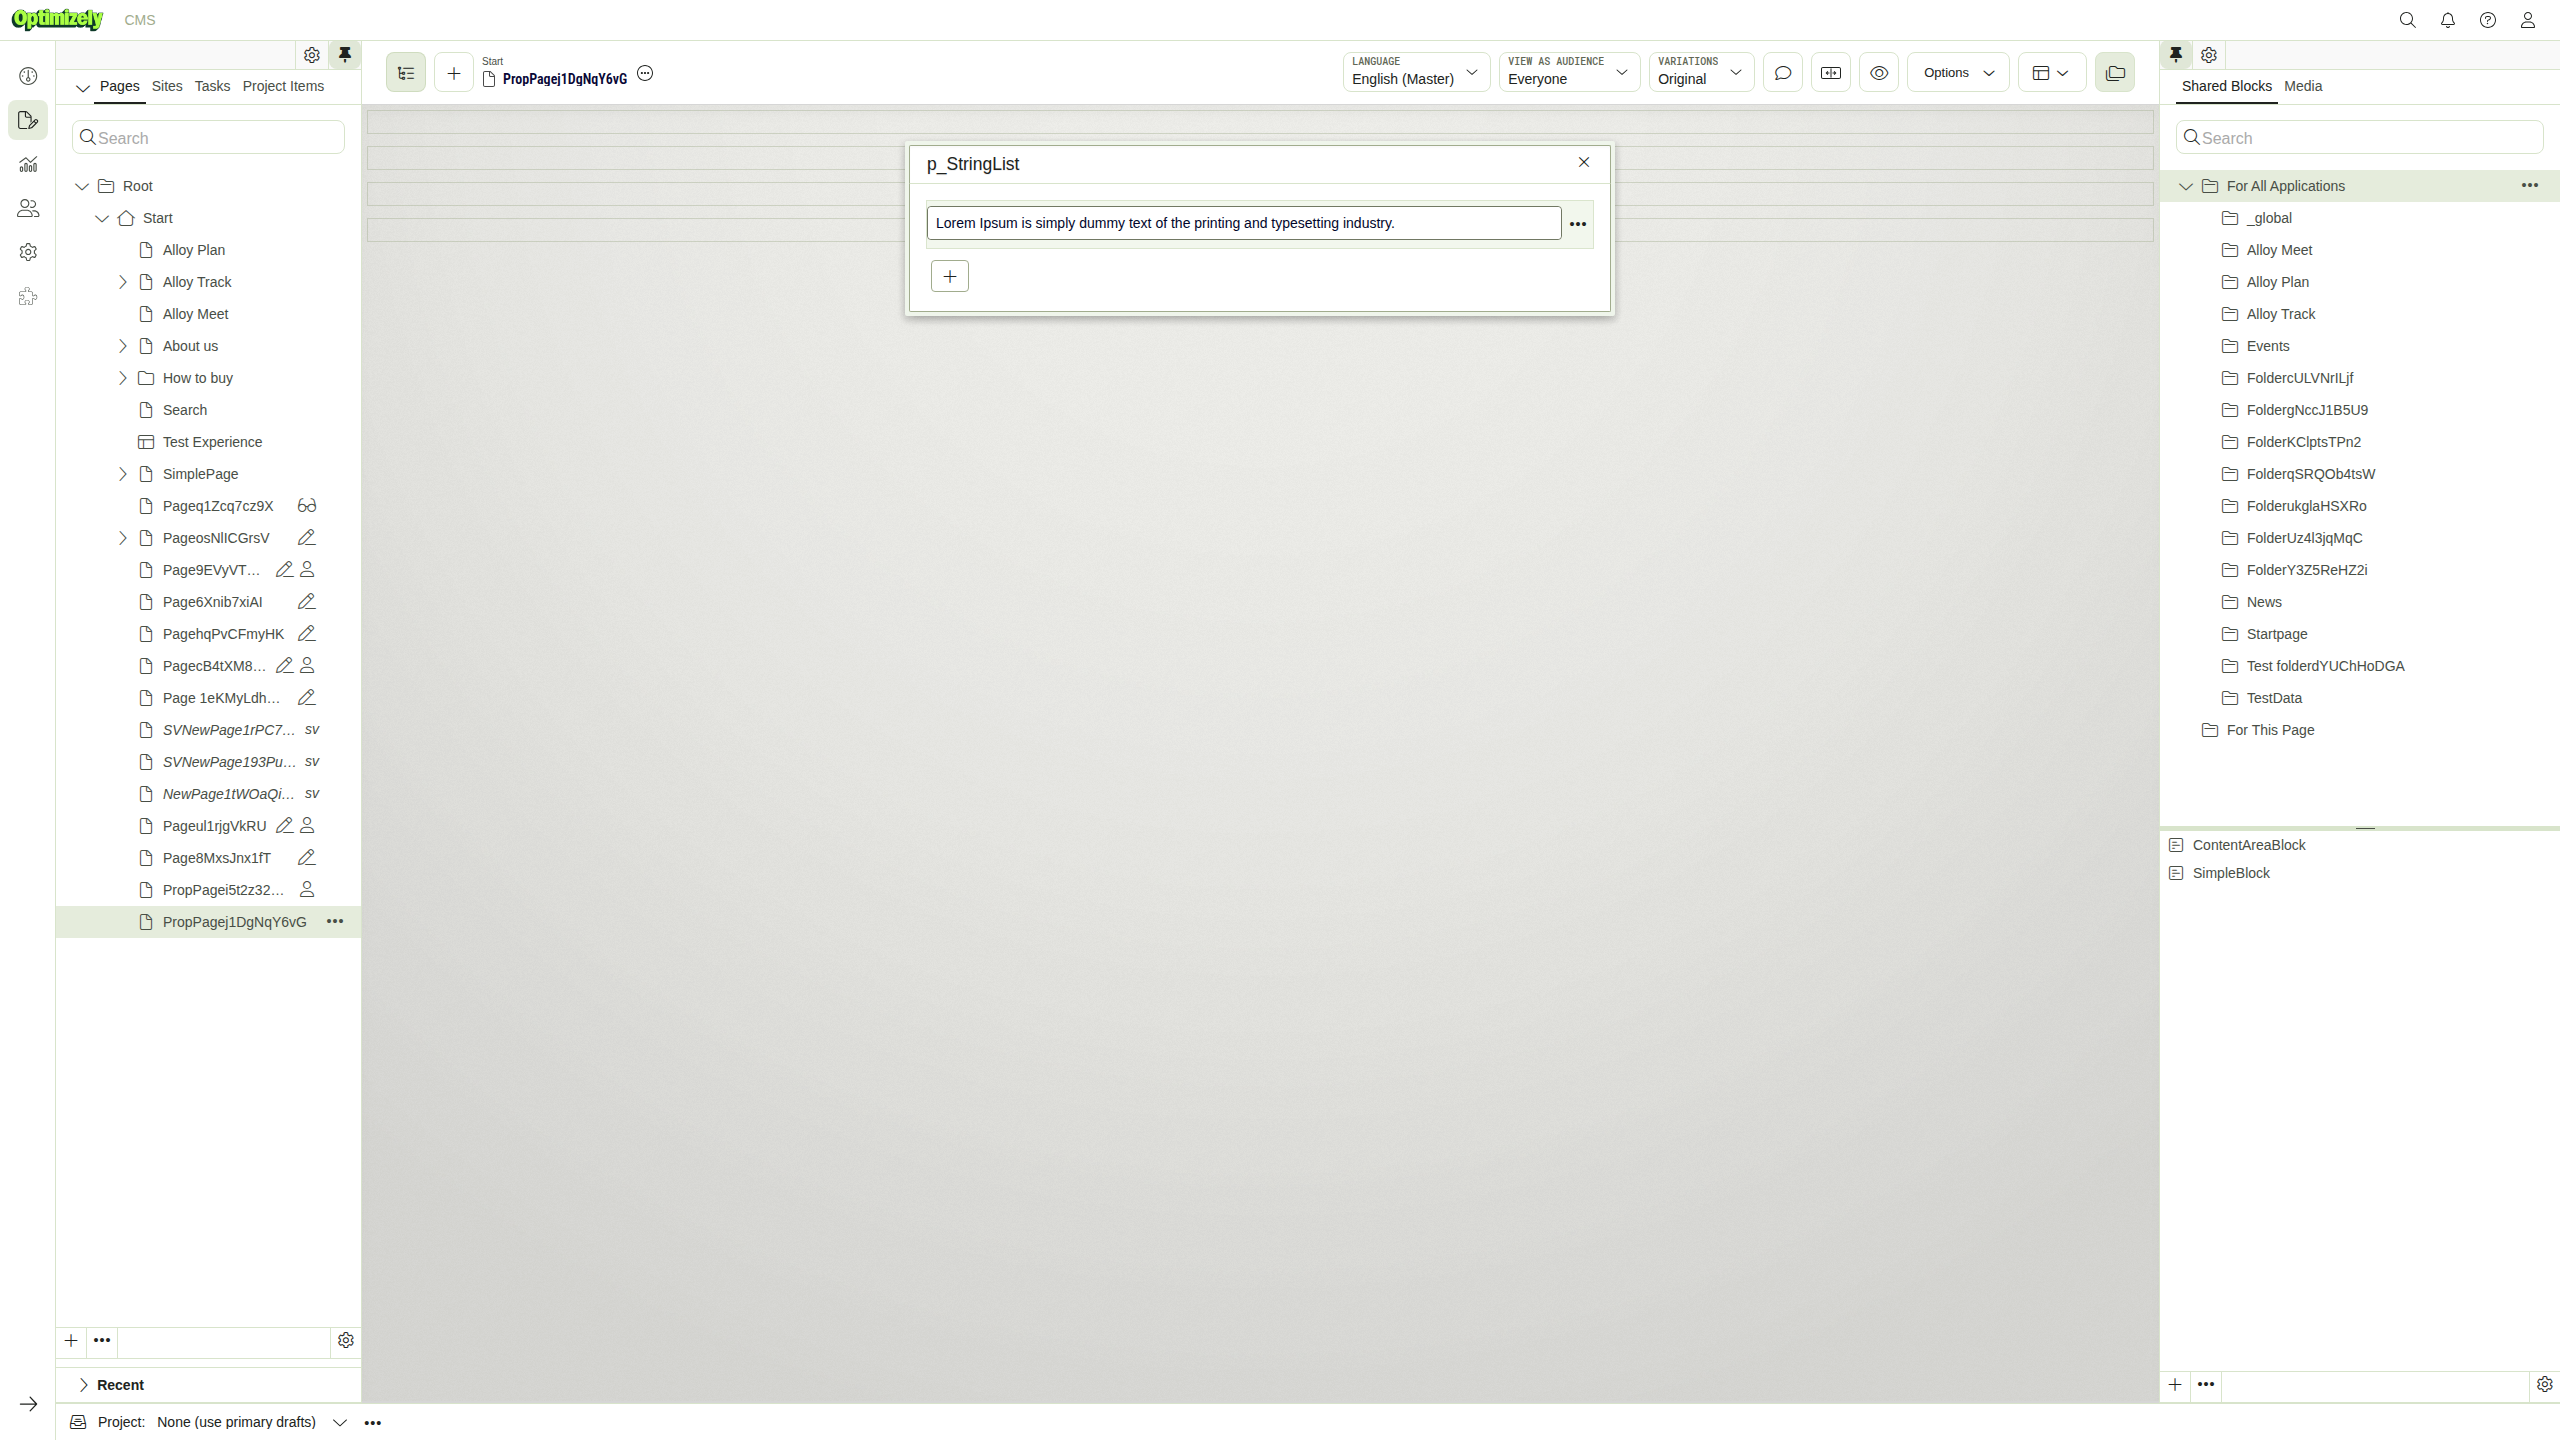 Optimizely
CMS
Pages
Sites
Tasks
Project Items
Search
Root
Start
Alloy Plan
Alloy Track
Alloy Meet
About us
How to buy
Search
Test Experience
SimplePage
Pageq1Zcq7cz9X
PageosNlICGrsV
Page9EVyVT…
Page6Xnib7xiAI
PagehqPvCFmyHK
PagecB4tXM8…
Page 1eKMyLdh…
SVNewPage1rPC7… sv
SVNewPage193Pu… sv
NewPage1tWOaQi… sv
Pageul1rjgVkRU
Page8MxsJnx1fT
PropPagei5t2z32…
PropPagej1DgNqY6vG
Recent
Project: None (use primary drafts)
Start
PropPagej1DgNqY6vG
LANGUAGE
English (Master)
VIEW AS AUDIENCE
Everyone
VARIATIONS
Original
Options
p_StringList
Lorem Ipsum is simply dummy text of the printing and typesetting industry.
Shared Blocks
Media
Search
For All Applications
_global
Alloy Meet
Alloy Plan
Alloy Track
Events
FoldercULVNrILjf
FoldergNccJ1B5U9
FolderKClptsTPn2
FolderqSRQOb4tsW
FolderukglaHSXRo
FolderUz4l3jqMqC
FolderY3Z5ReHZ2i
News
Startpage
Test folderdYUChHoDGA
TestData
For This Page
ContentAreaBlock
SimpleBlock